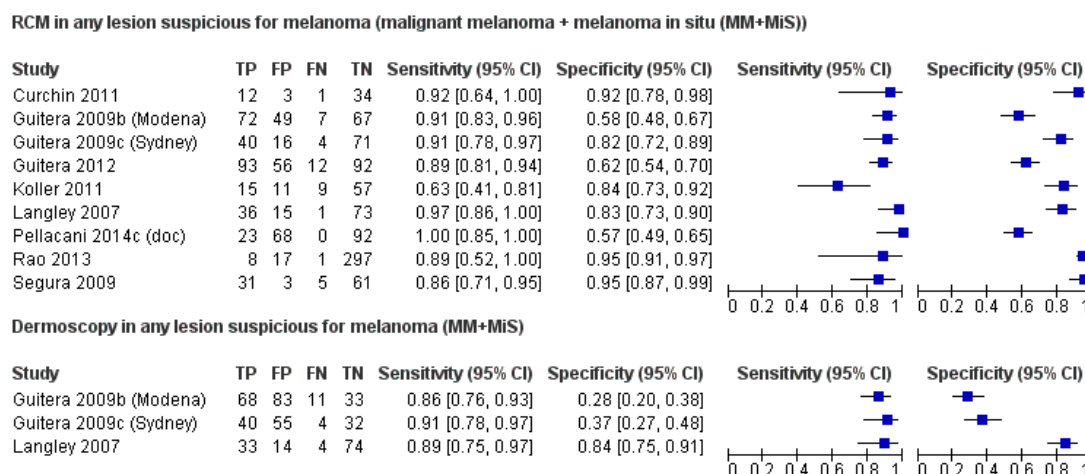 RCM in any lesion suspicious for melanoma (malignant melanoma + melanoma in situ (MM+MiS))
Study TP FP FN TN Sensitivity (95% CI) Specificity (95% CI) Sensitivity (95% CI) Specificity (95% CI)
Curchin 2011 12 3 1 34 0.92 [0.64, 1.00] 0.92 [0.78, 0.98]
Guitera 2009b (Modena) 72 49 7 67 0.91 [0.83, 0.96] 0.58 [0.48, 0.67]
Guitera 2009c (Sydney) 40 16 4 71 0.91 [0.78, 0.97] 0.82 [0.72, 0.89]
Guitera 2012 93 56 12 92 0.89 [0.81, 0.94] 0.62 [0.54, 0.70]
Koller 2011 15 11 9 57 0.63 [0.41, 0.81] 0.84 [0.73, 0.92]
Langley 2007 36 15 1 73 0.97 [0.86, 1.00] 0.83 [0.73, 0.90]
Pellacani 2014c (doc) 23 68 0 92 1.00 [0.85, 1.00] 0.57 [0.49, 0.65]
Rao 2013 8 17 1 297 0.89 [0.52, 1.00] 0.95 [0.91, 0.97]
Segura 2009 31 3 5 61 0.86 [0.71, 0.95] 0.95 [0.87, 0.99]
0 0.2 0.4 0.6 0.8 1 0 0.2 0.4 0.6 0.8 1
Dermoscopy in any lesion suspicious for melanoma (MM+MiS)
Study TP FP FN TN Sensitivity (95% CI) Specificity (95% CI) Sensitivity (95% CI) Specificity (95% CI)
Guitera 2009b (Modena) 68 83 11 33 0.86 [0.76, 0.93] 0.28 [0.20, 0.38]
Guitera 2009c (Sydney) 40 55 4 32 0.91 [0.78, 0.97] 0.37 [0.27, 0.48]
Langley 2007 33 14 4 74 0.89 [0.75, 0.97] 0.84 [0.75, 0.91]
0 0.2 0.4 0.6 0.8 1 0 0.2 0.4 0.6 0.8 1